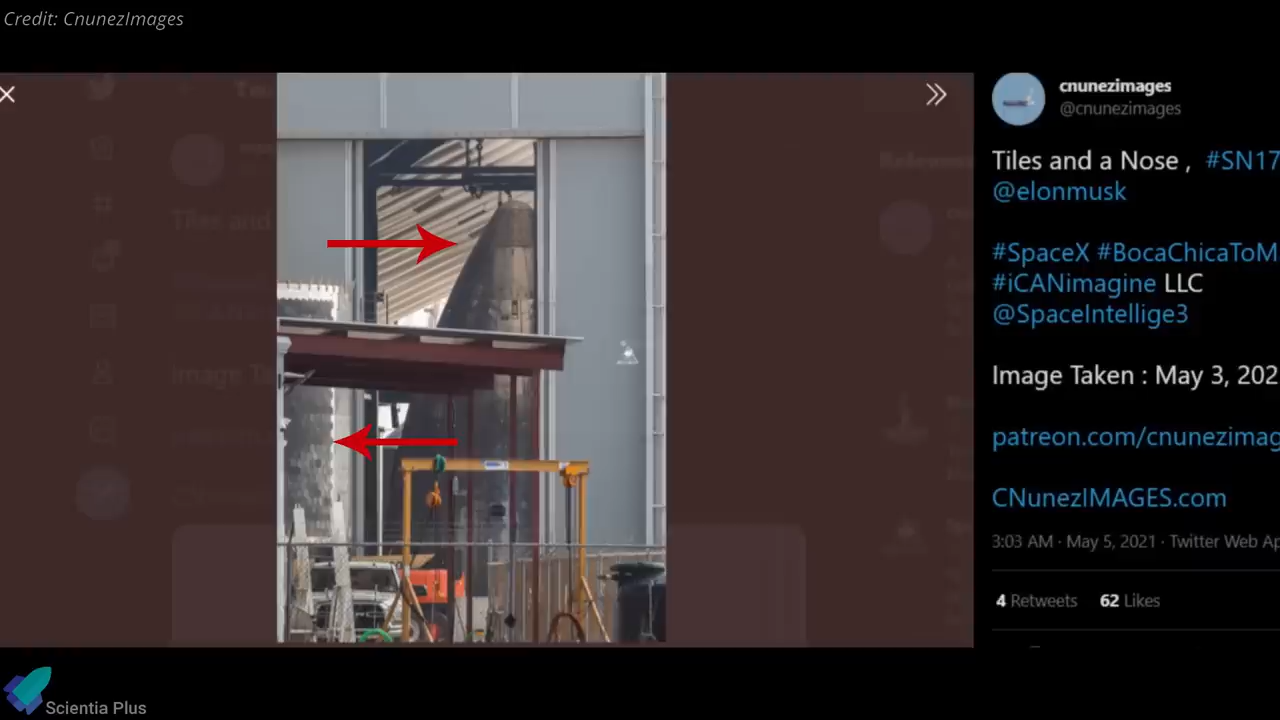 Credit: CnunezImages
cnunezimages
@cnunezimages
Tiles and a Nose , #SN17
@elonmusk
#SpaceX #BocaChicaToM
#iCANimagine LLC
@SpaceIntellige3
Image Taken : May 3, 202
patreon.com/cnunezimag
CNunezIMAGES.com
3:03 AM · May 5, 2021 · Twitter Web Ap
4 Retweets 62 Likes
Scientia Plus